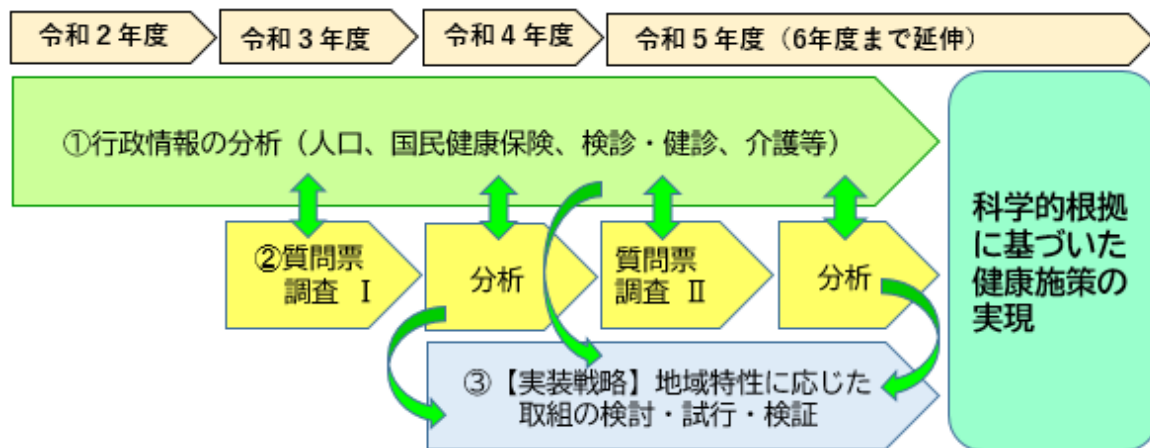 令和2年度
令和3年度
令和4年度
令和5年度（6年度まで延伸）
①行政情報の分析（人口、国民健康保険、検診・健診、介護等）
②質問票
調査 Ⅰ
分析
質問票
調査 Ⅱ
分析
科学的根拠
に基づいた
健康施策の
実現
③【実装戦略】地域特性に応じた
取組の検討・試行・検証